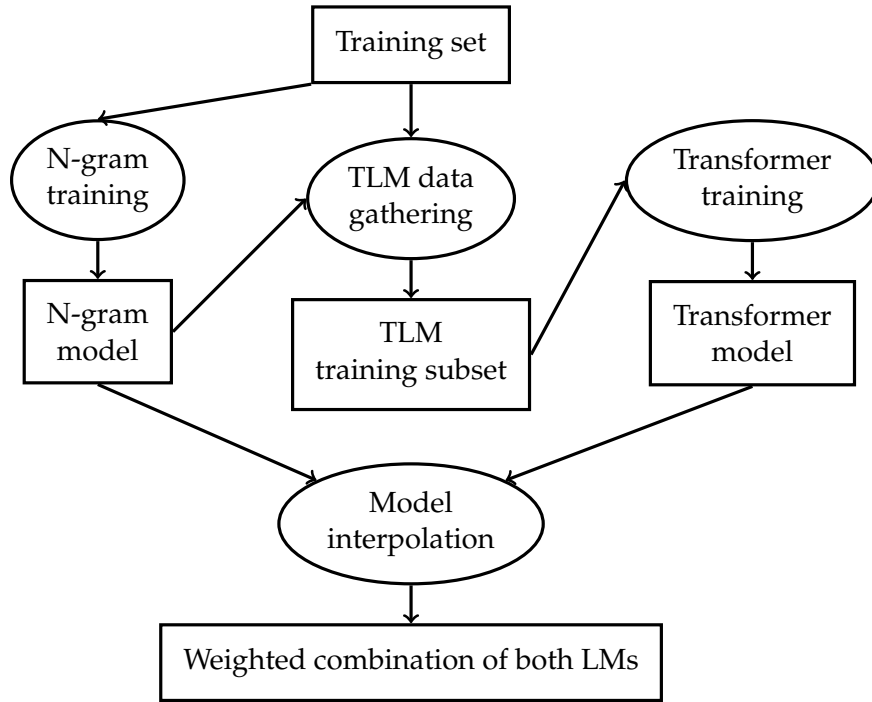 Training set
N-gram
training
TLM data
gathering
Transformer
training
N-gram
model
TLM
training subset
Transformer
model
Model
interpolation
Weighted combination of both LMs